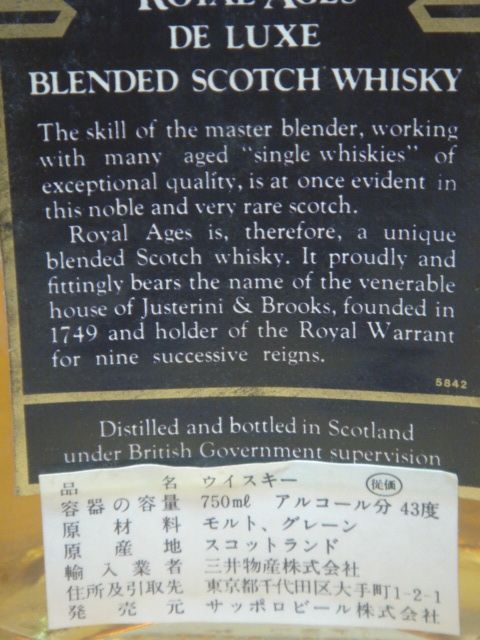 ROYAL AGES
DE LUXE
BLENDED SCOTCH WHISKY
The skill of the master blender, working
with many aged "single whiskies" of
exceptional quality, is at once evident in
this noble and very rare scotch.
Royal Ages is, therefore, a unique
blended Scotch whisky. It proudly and
fittingly bears the name of the venerable
house of Justerini & Brooks, founded in
1749 and holder of the Royal Warrant
for nine successive reigns.
5842
Distilled and bottled in Scotland
under British Government supervision
品名 ウイスキー 従価
容器の容量 750ml アルコール分 43度
原材料 モルト、グレーン
原産地 スコットランド
輸入業者 三井物産株式会社
住所及引取先 東京都千代田区大手町1-2-1
発売元 サッポロビール株式会社